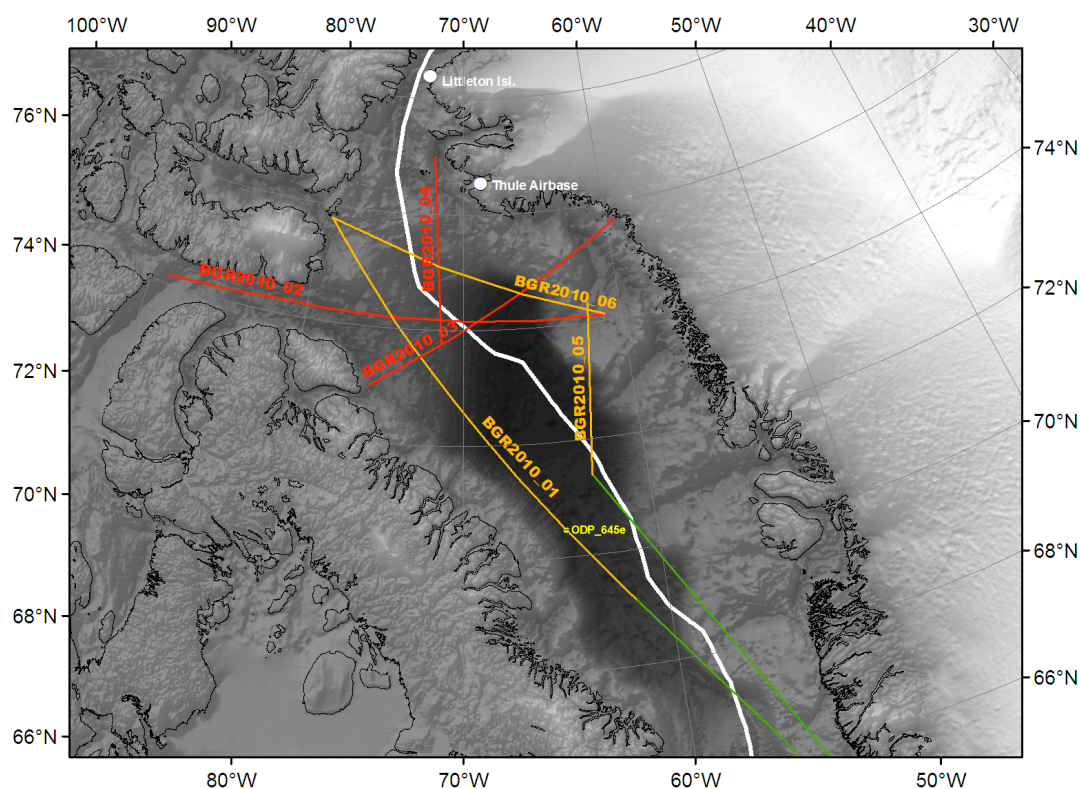 100°W 90°W 80°W 70°W 60°W 50°W 40°W 30°W
Littleton Isl.
76°N
74°N
Thule Airbase
BGR2010_04
74°N
BGR2010_02
BGR2010_06
72°N
BGR2010_03
72°N
BGR2010_05
70°N
BGR2010_01
70°N
ODP_645e
68°N
68°N
66°N
66°N
80°W 70°W 60°W 50°W